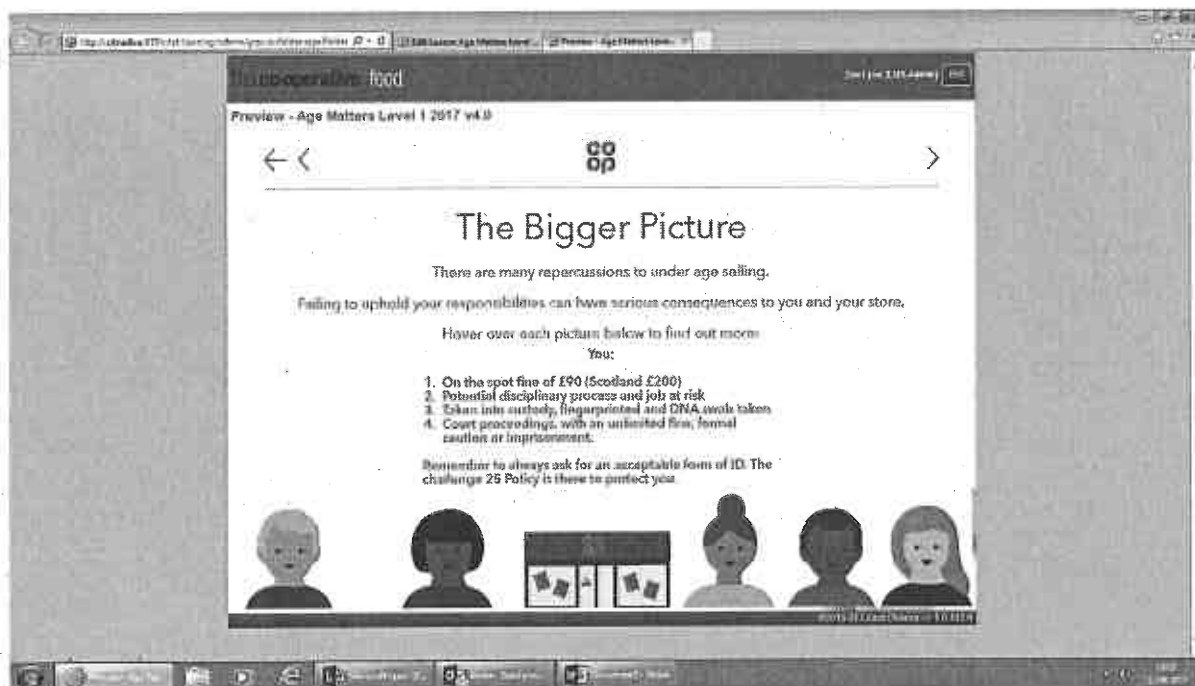 the co-operative food
Preview - Age Matters Level 1 2017 v4.0
co
op
The Bigger Picture
There are many repercussions to under age selling.
Failing to uphold your responsibilities can have serious consequences to you and your store.
Hover over each picture below to find out more:
You:
1. On the spot fine of £90 (Scotland £200)
2. Potential disciplinary process and job at risk
3. Taken into custody, fingerprinted and DNA swab taken
4. Court proceedings, with an unlimited fine, formal
caution or imprisonment.
Remember to always ask for an acceptable form of ID. The
challenge 25 Policy is there to protect you